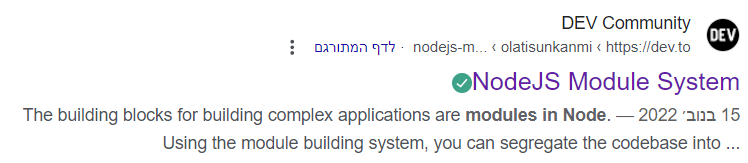 DEV Community
DEV
https://dev.to › olatisunkanmi › nodejs-m... · לדף המתורגם
NodeJS Module System
15 בנוב׳ 2022 — The building blocks for building complex applications are modules in Node.
Using the module building system, you can segregate the codebase into ...